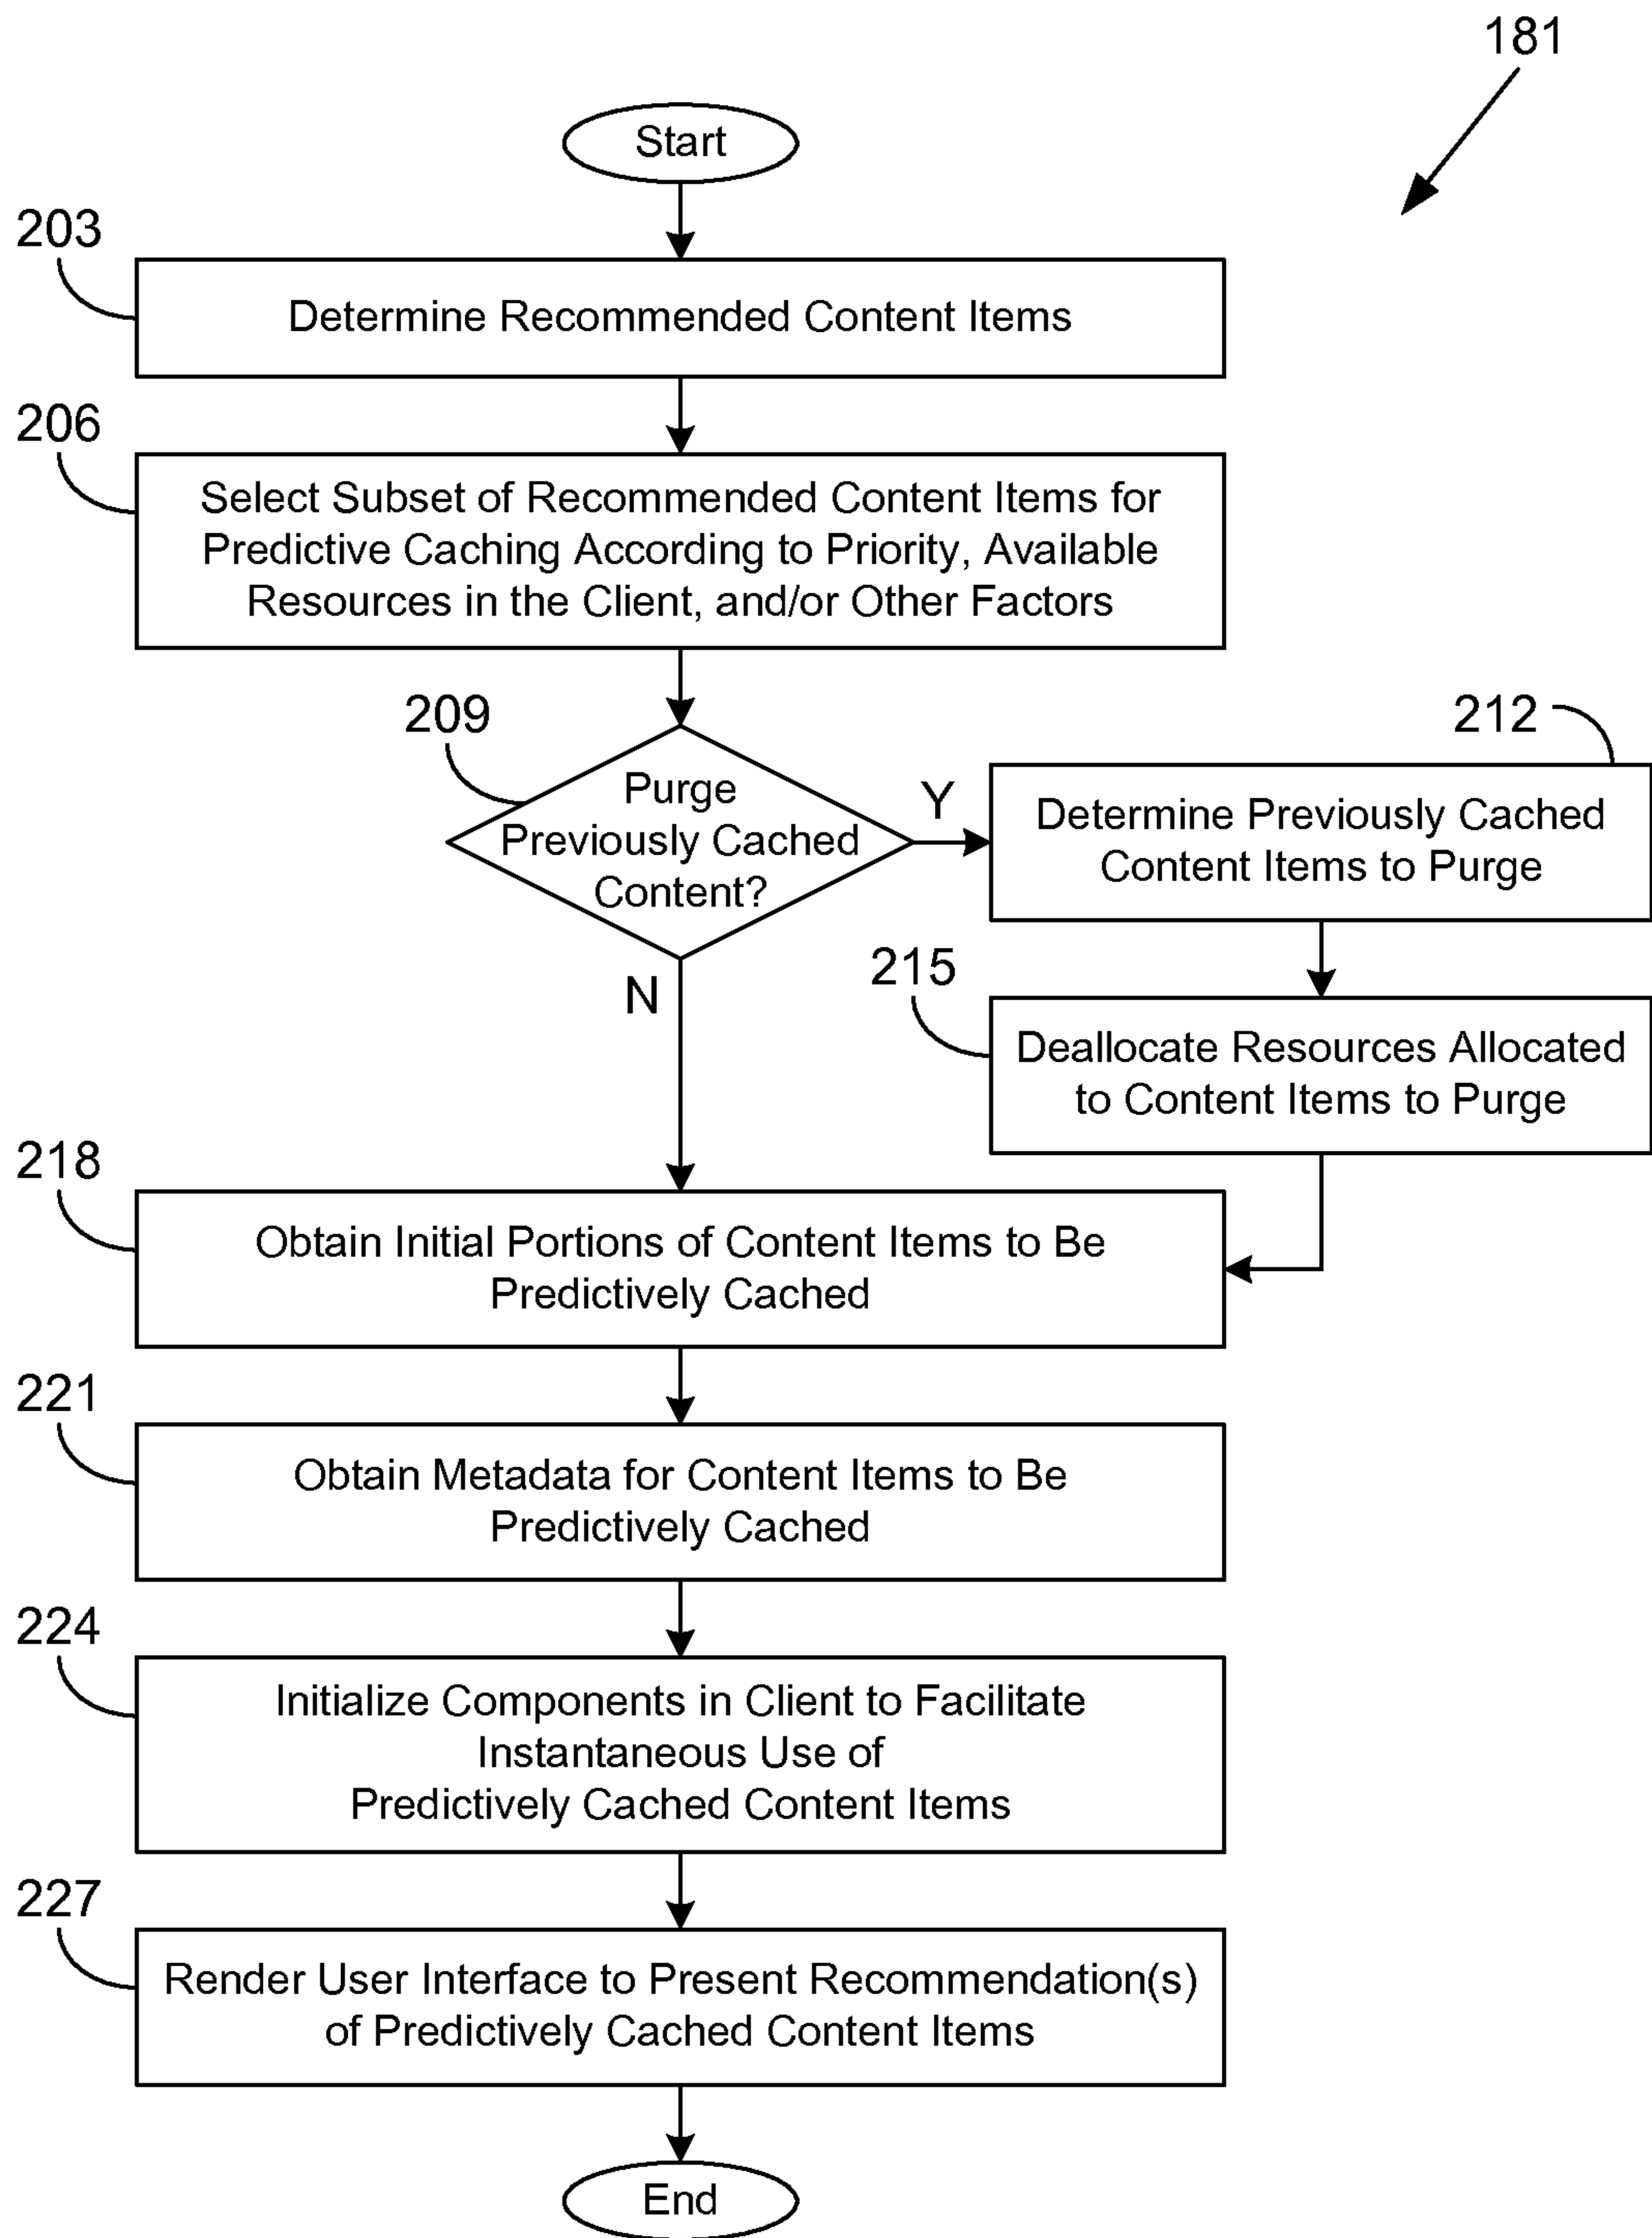 181
Start
203
Determine Recommended Content Items
206
Select Subset of Recommended Content Items for
Predictive Caching According to Priority, Available
Resources in the Client, and/or Other Factors
209
Purge
Previously Cached
Content?
Y
N
212
Determine Previously Cached
Content Items to Purge
215
Deallocate Resources Allocated
to Content Items to Purge
218
Obtain Initial Portions of Content Items to Be
Predictively Cached
221
Obtain Metadata for Content Items to Be
Predictively Cached
224
Initialize Components in Client to Facilitate
Instantaneous Use of
Predictively Cached Content Items
227
Render User Interface to Present Recommendation(s)
of Predictively Cached Content Items
End